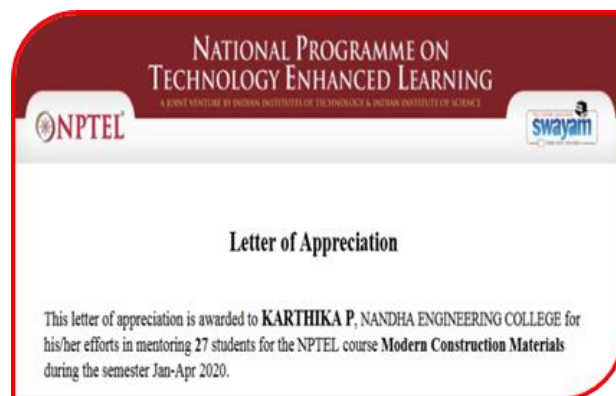 NATIONAL PROGRAMME ON
TECHNOLOGY ENHANCED LEARNING
A JOINT VENTURE BY INDIAN INSTITUTES OF TECHNOLOGY & INDIAN INSTITUTE OF SCIENCE
NPTEL
swayam
Letter of Appreciation
This letter of appreciation is awarded to KARTHIKA P, NANDHA ENGINEERING COLLEGE for
his/her efforts in mentoring 27 students for the NPTEL course Modern Construction Materials
during the semester Jan-Apr 2020.